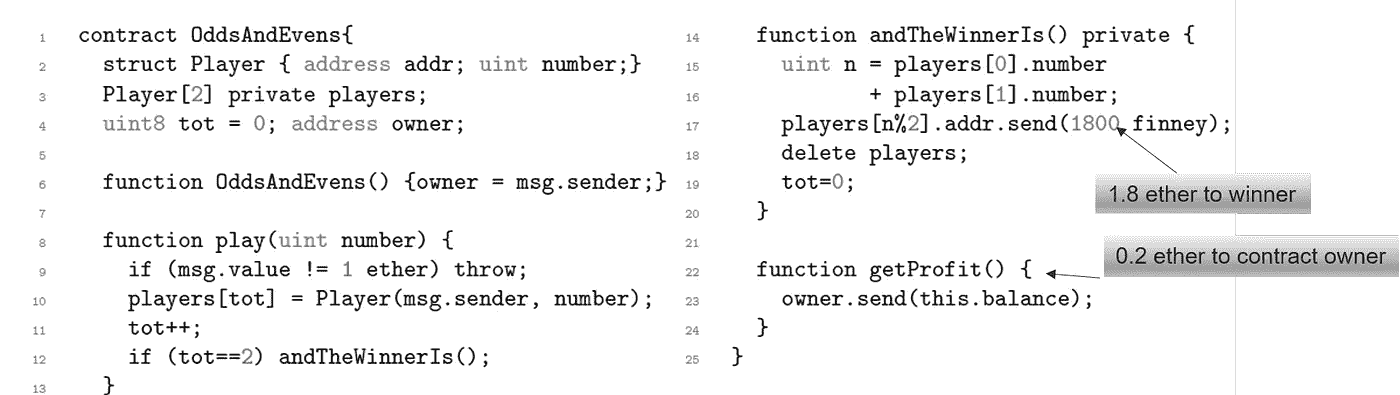 1 contract OddsAndEvens{
2 struct Player { address addr; uint number;}
3 Player[2] private players;
4 uint8 tot = 0; address owner;
5
6 function OddsAndEvens() {owner = msg.sender;}
7
8 function play(uint number) {
9 if (msg.value != 1 ether) throw;
10 players[tot] = Player(msg.sender, number);
11 tot++;
12 if (tot==2) andTheWinnerIs();
13 }
14 function andTheWinnerIs() private {
15 uint n = players[0].number
16 + players[1].number;
17 players[n%2].addr.send(1800 finney);
18 delete players;
19 tot=0;
20 }
21
22 function getProfit() {
23 owner.send(this.balance);
24 }
25 }
1.8 ether to winner
0.2 ether to contract owner